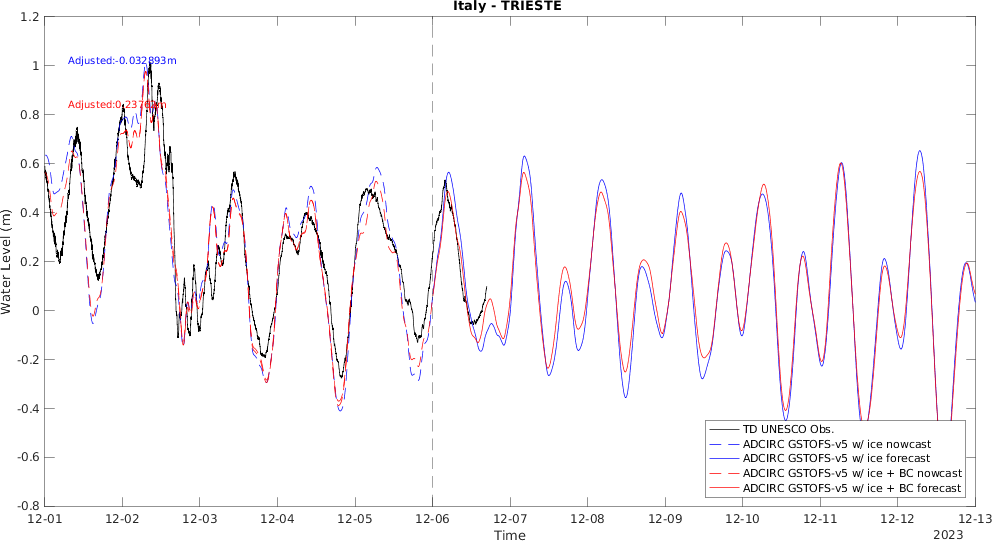 Italy - TRIESTE
1.2
1
0.8
0.6
0.4
0.2
0
-0.2
-0.4
-0.6
-0.8
Water Level (m)
Adjusted:-0.032893m
TD UNESCO Obs.
ADCIRC GSTOFS-v5 w/ ice nowcast
ADCIRC GSTOFS-v5 w/ ice forecast
ADCIRC GSTOFS-v5 w/ ice + BC nowcast
ADCIRC GSTOFS-v5 w/ ice + BC forecast
12-01 12-02 12-03 12-04 12-05 12-06 12-07 12-08 12-09 12-10 12-11 12-12 12-13
Time
2023